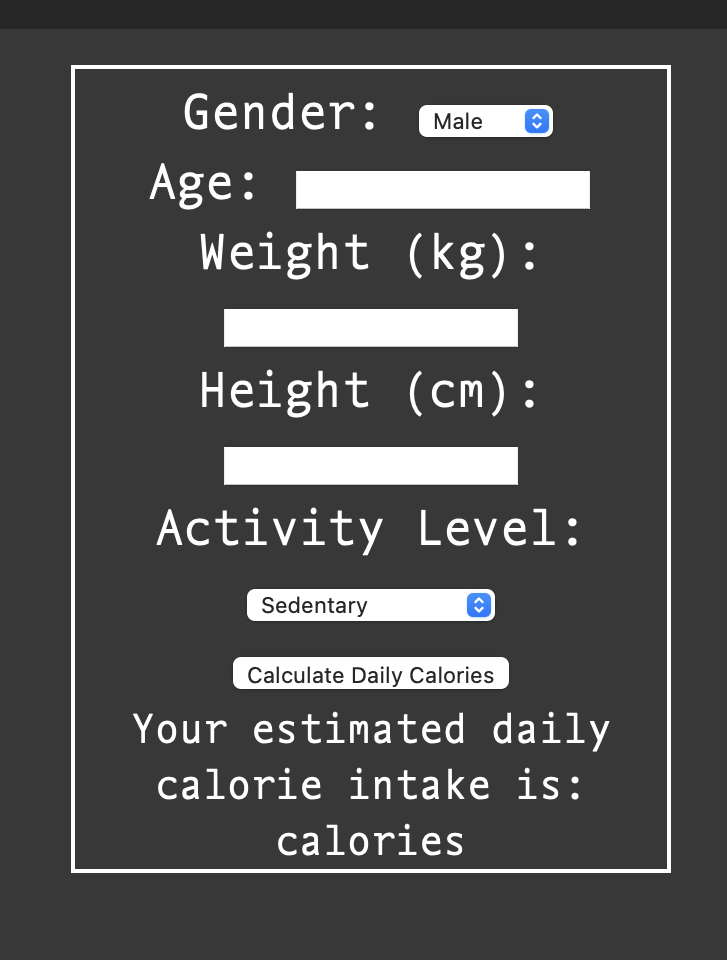 Gender: Male
Age:
Weight (kg):
Height (cm):
Activity Level:
Sedentary
Calculate Daily Calories
Your estimated daily
calorie intake is:
calories